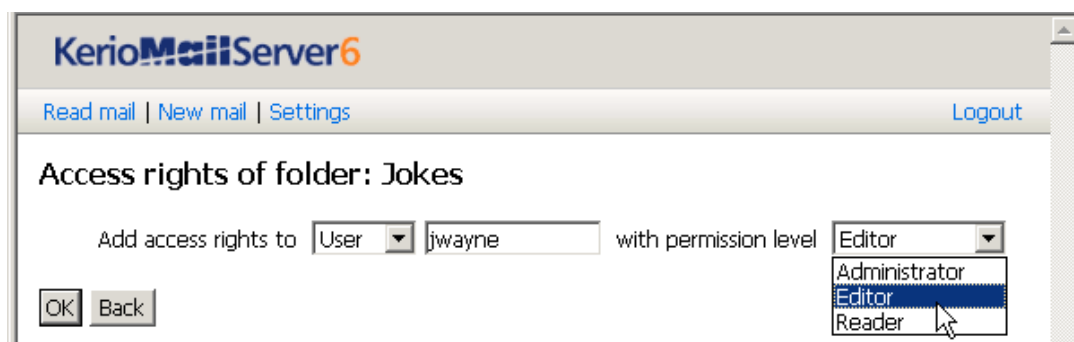 KerioMailServer6
Read mail | New mail | Settings Logout
Access rights of folder: Jokes
Add access rights to User jwayne with permission level Editor
Administrator
Editor
Reader
OK Back